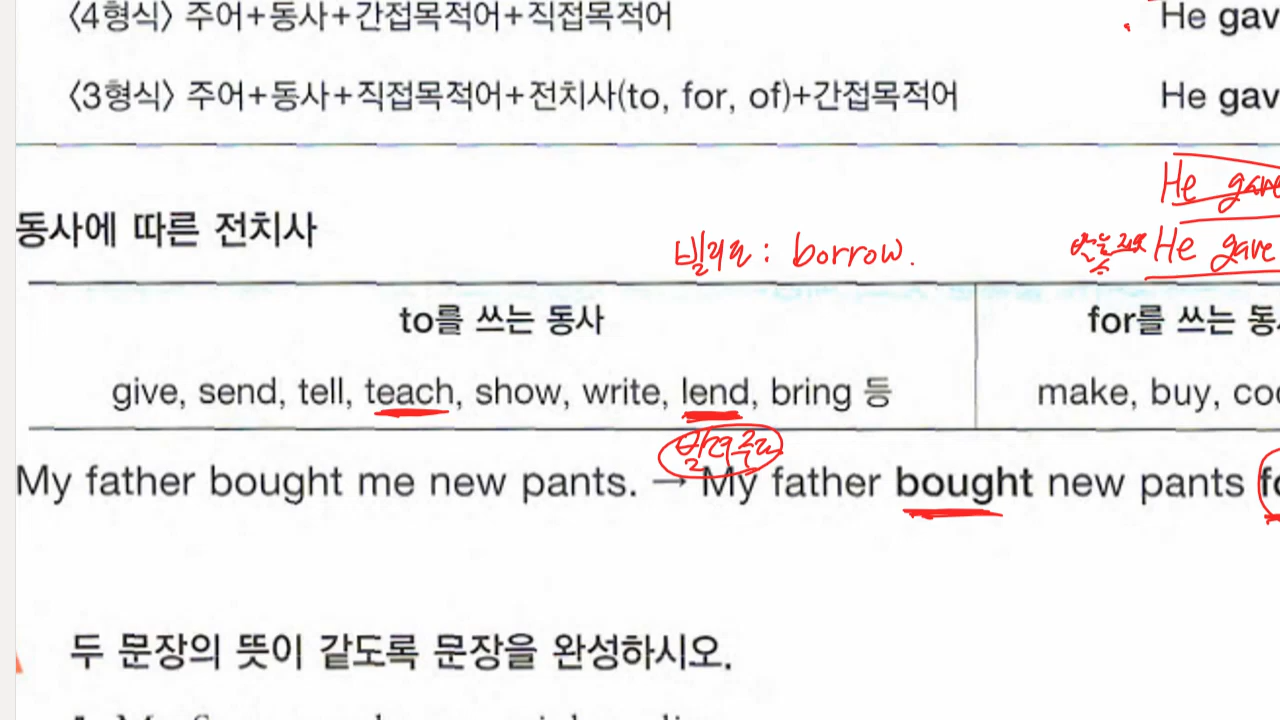 〈4형식〉 주어+동사+간접목적어+직접목적어 He gav
〈3형식〉 주어+동사+직접목적어+전치사(to, for, of)+간접목적어 He gav
He gave
동사에 따른 전치사
빌리다 : borrow. He gave
to를 쓰는 동사 for를 쓰는 동
give, send, tell, teach, show, write, lend, bring 등 make, buy, co
빌려주다
My father bought me new pants. → My father bought new pants fo
두 문장의 뜻이 같도록 문장을 완성하시오.